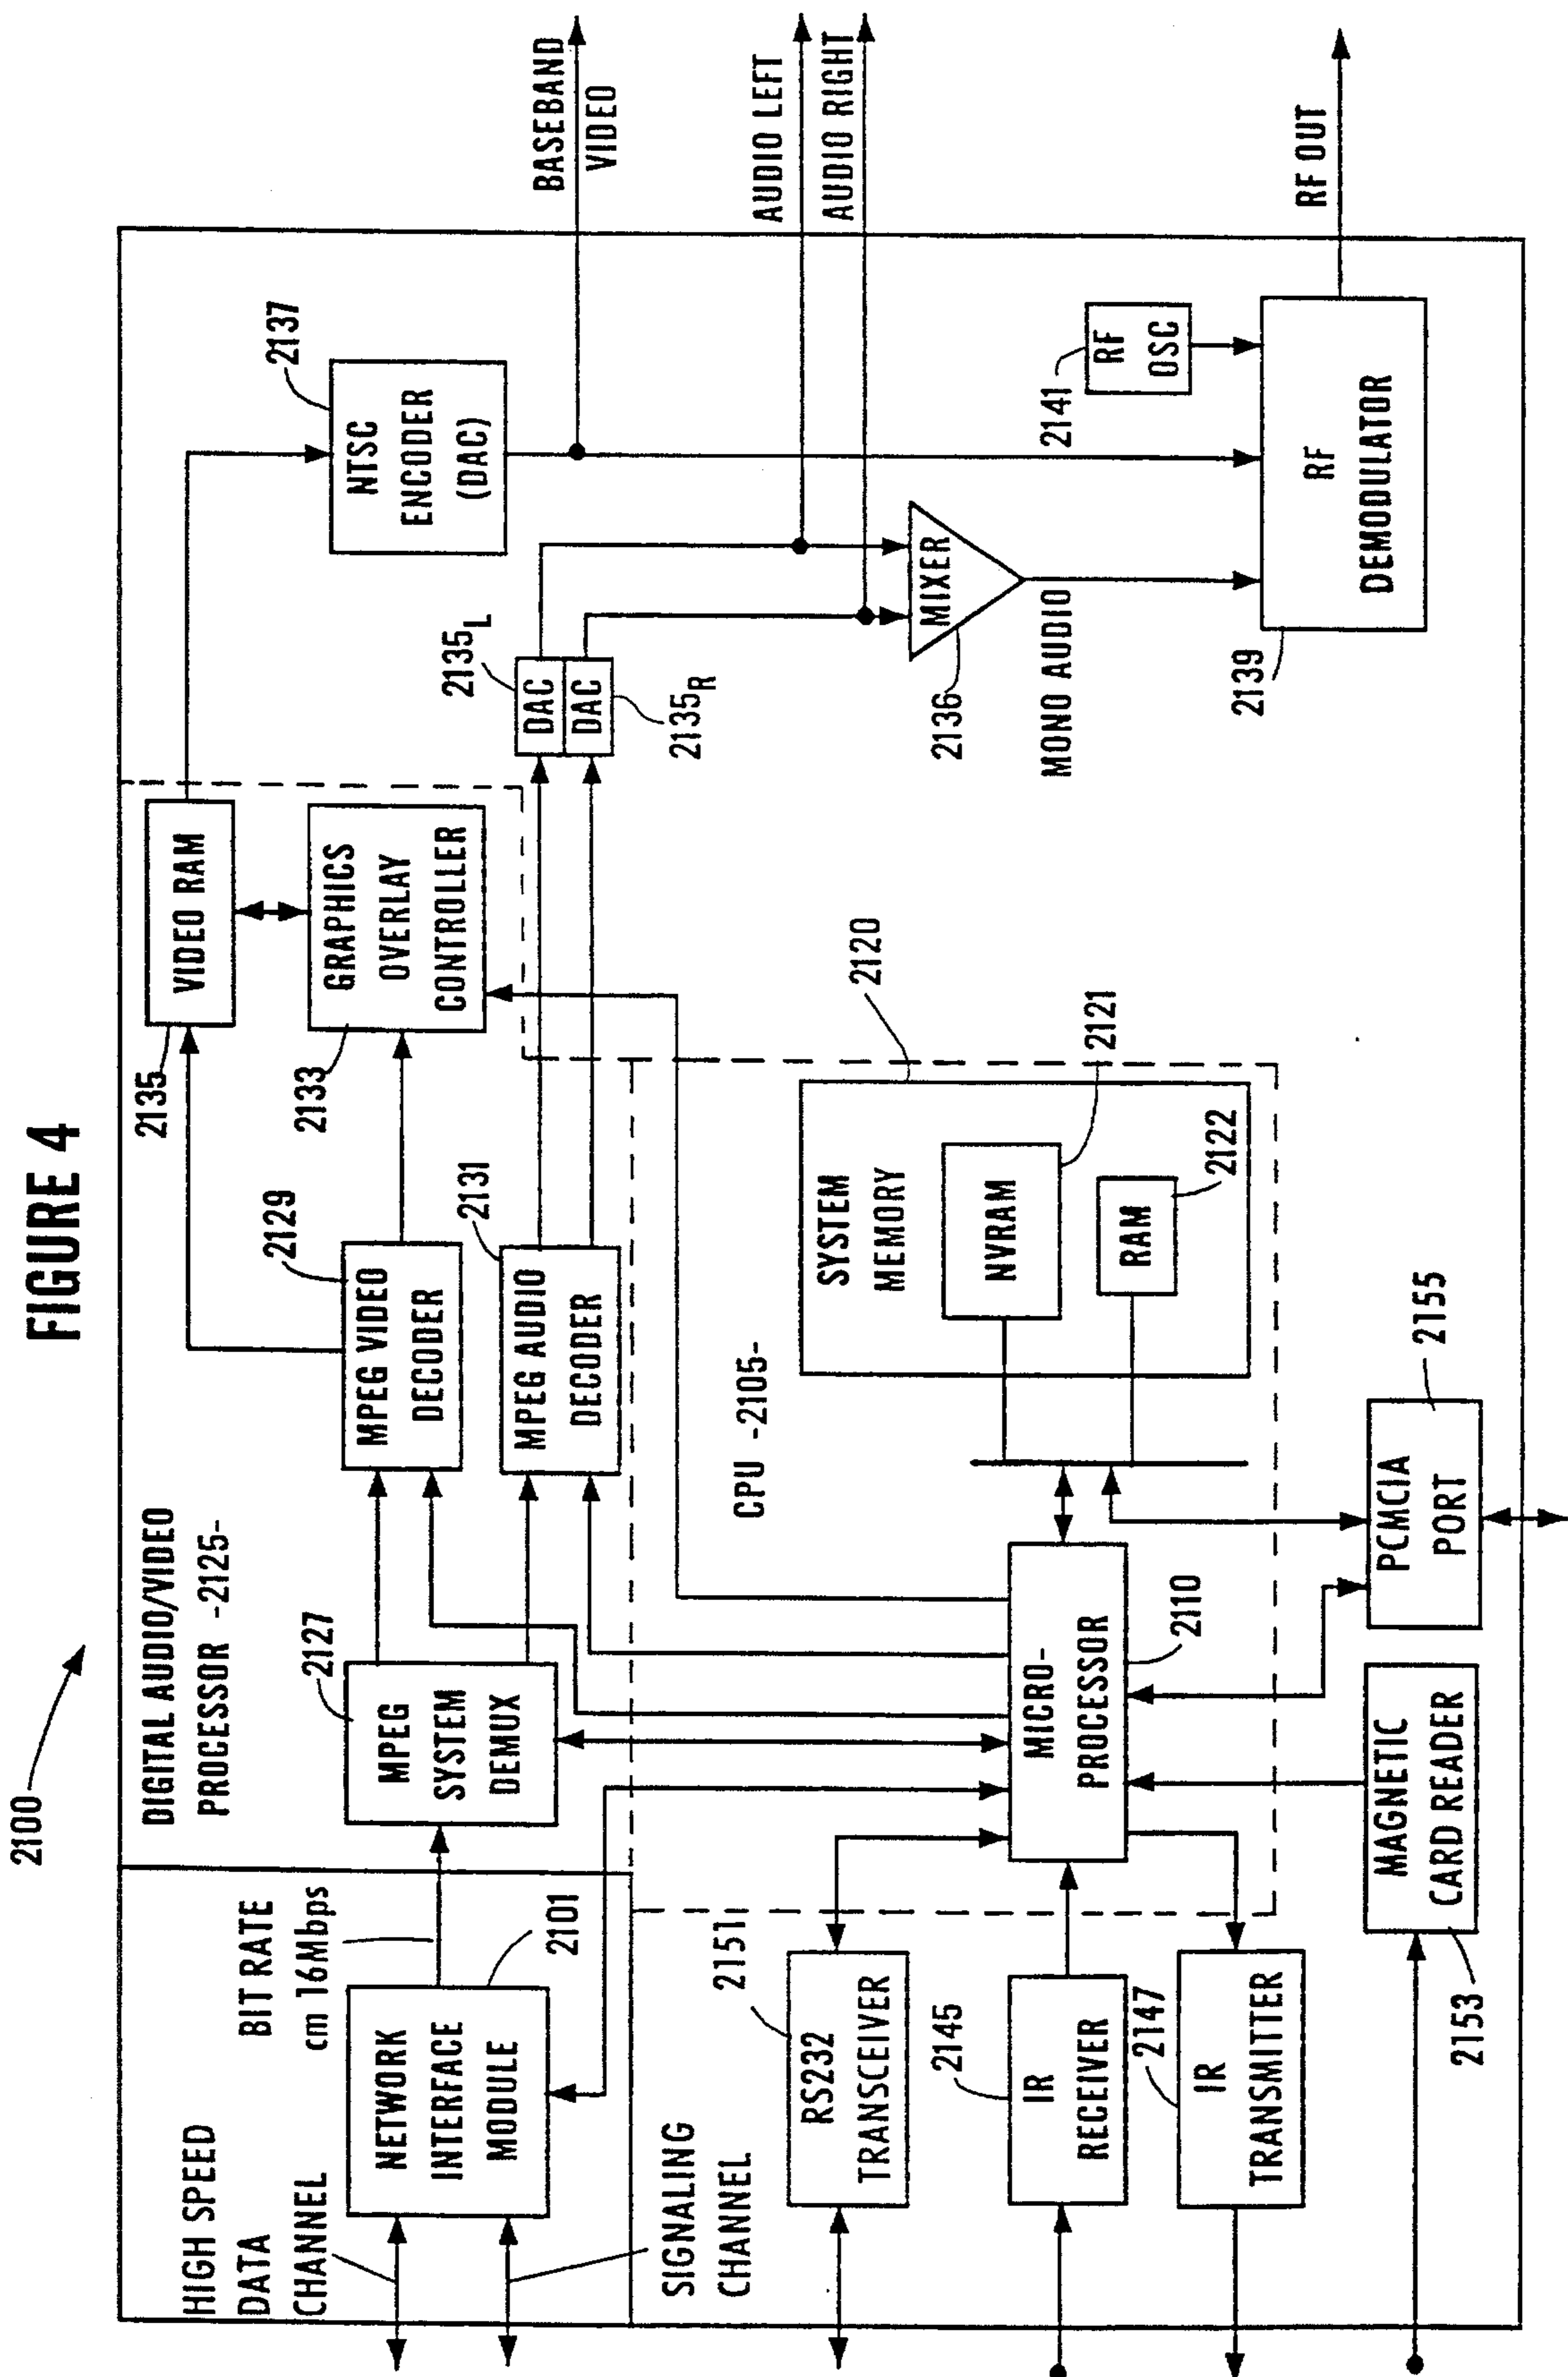 FIGURE 4
2100
DIGITAL AUDIO/VIDEO
PROCESSOR -2125-
HIGH SPEED
DATA
CHANNEL
BIT RATE
cm 16Mbps
NETWORK
INTERFACE
MODULE
2101
2127
MPEG
SYSTEM
DEMUX
2129
MPEG VIDEO
DECODER
2131
MPEG AUDIO
DECODER
2135
VIDEO RAM
2133
GRAPHICS
OVERLAY
CONTROLLER
2137
NTSC
ENCODER
(DAC)
BASEBAND
VIDEO
2135L
DAC
DAC
2135R
AUDIO LEFT
AUDIO RIGHT
SIGNALING
CHANNEL
2151
RS232
TRANSCEIVER
2145
IR
RECEIVER
2147
IR
TRANSMITTER
CPU -2105-
MICRO-
PROCESSOR
2110
2120
SYSTEM
MEMORY
NVRAM
2121
RAM
2122
MIXER
2136
MONO AUDIO
2141
RF
OSC
RF
DEMODULATOR
2139
RF OUT
MAGNETIC
CARD READER
2153
PCMCIA
PORT
2155